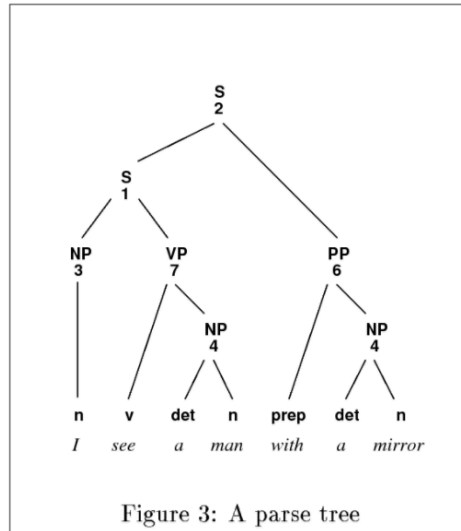 S
2
S
1
NP VP PP
3 7 6
NP NP
4 4
n v det n prep det n
I see a man with a mirror
Figure 3: A parse tree